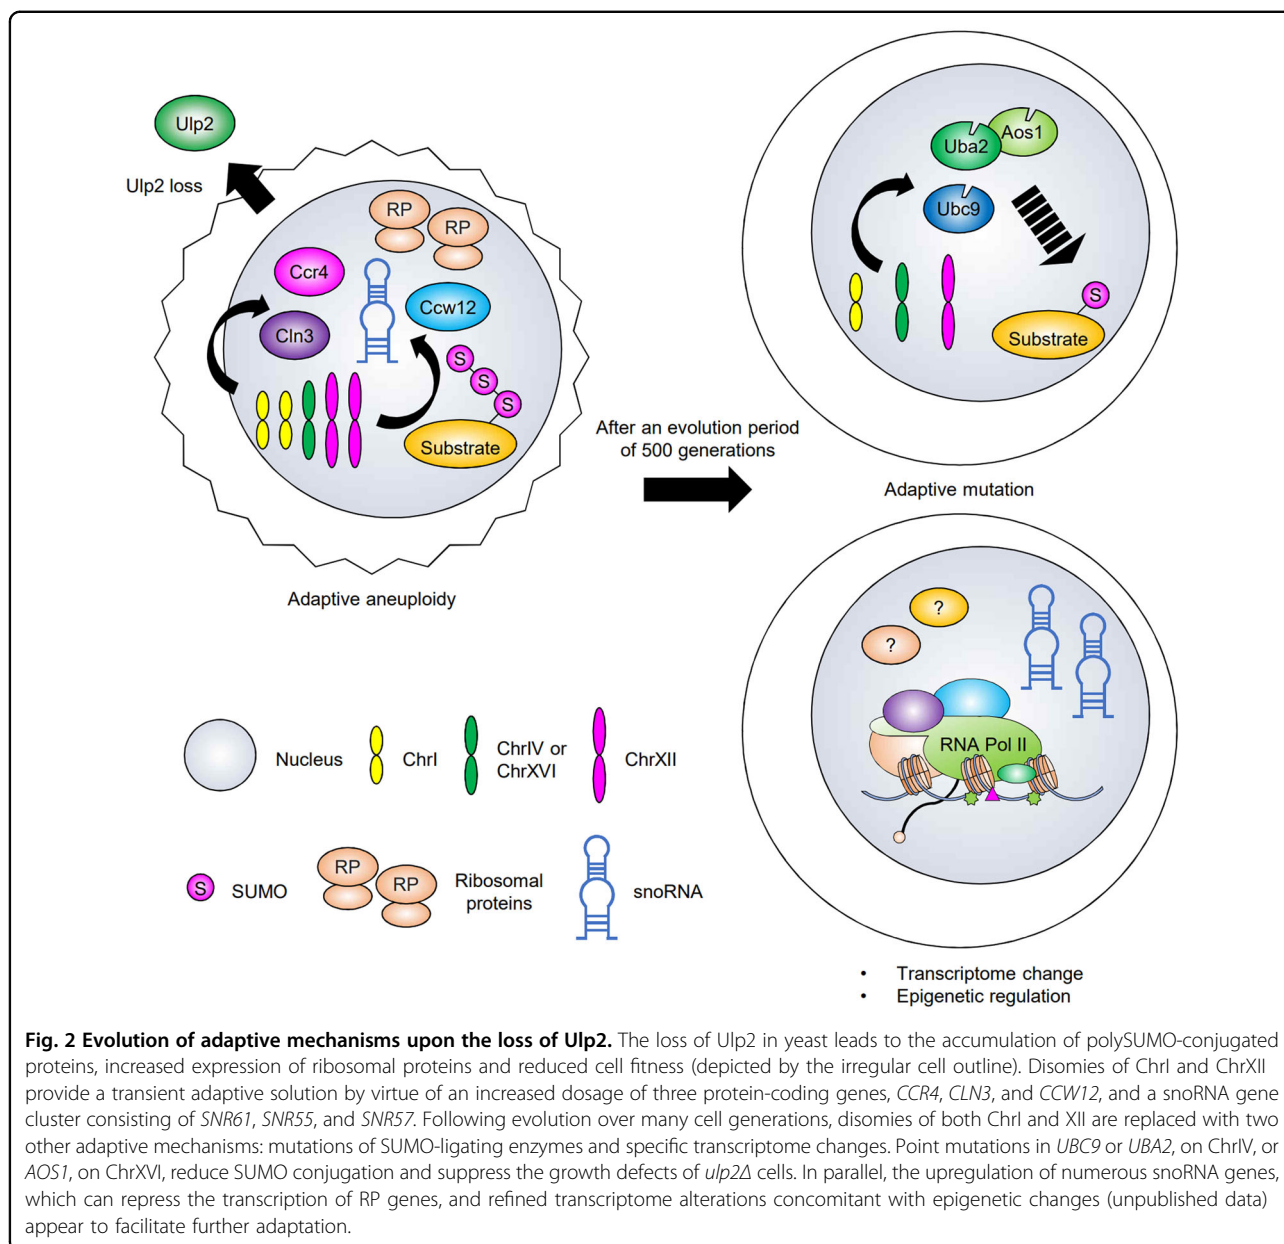 Ulp2
Ulp2 loss
RP
RP
Ccr4
Ccw12
Cln3
S
S
S
Substrate
Adaptive aneuploidy
After an evolution period
of 500 generations
Aos1
Uba2
Ubc9
S
Substrate
Adaptive mutation
?
?
RNA Pol II
Nucleus
ChrI
ChrIV or
ChrXVI
ChrXII
S
SUMO
RP
RP
Ribosomal
proteins
snoRNA
• Transcriptome change
• Epigenetic regulation
Fig. 2 Evolution of adaptive mechanisms upon the loss of Ulp2. The loss of Ulp2 in yeast leads to the accumulation of polySUMO-conjugated
proteins, increased expression of ribosomal proteins and reduced cell fitness (depicted by the irregular cell outline). Disomies of ChrI and ChrXII
provide a transient adaptive solution by virtue of an increased dosage of three protein-coding genes, CCR4, CLN3, and CCW12, and a snoRNA gene
cluster consisting of SNR61, SNR55, and SNR57. Following evolution over many cell generations, disomies of both ChrI and XII are replaced with two
other adaptive mechanisms: mutations of SUMO-ligating enzymes and specific transcriptome changes. Point mutations in UBC9 or UBA2, on ChrIV, or
AOS1, on ChrXVI, reduce SUMO conjugation and suppress the growth defects of ulp2Δ cells. In parallel, the upregulation of numerous snoRNA genes,
which can repress the transcription of RP genes, and refined transcriptome alterations concomitant with epigenetic changes (unpublished data)
appear to facilitate further adaptation.